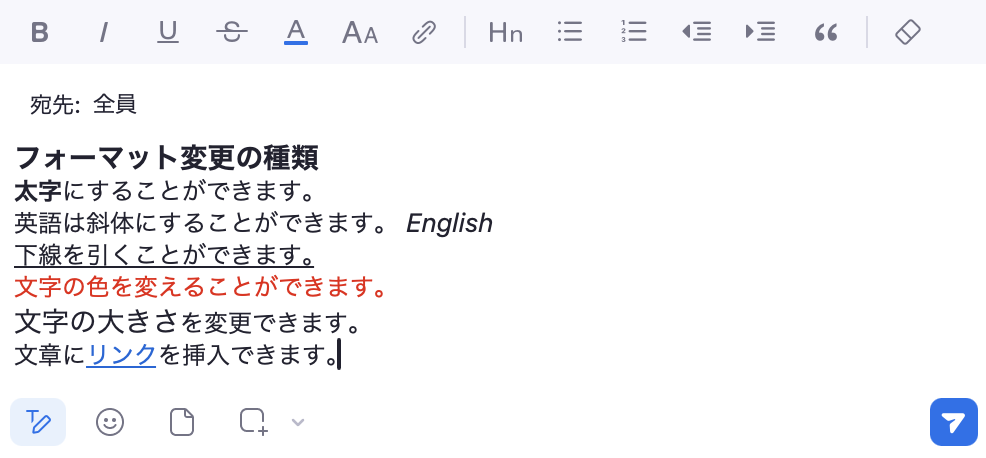 B I U S A AA Hn
宛先: 全員
フォーマット変更の種類
太字にすることができます。
英語は斜体にすることができます。 English
下線を引くことができます。
文字の色を変えることができます。
文字の大きさを変更できます。
文章にリンクを挿入できます。
T